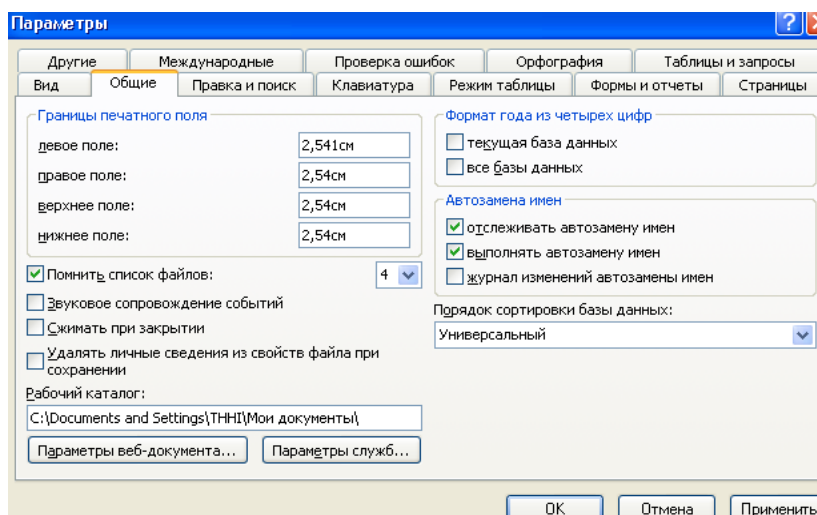 Параметры
Другие Международные Проверка ошибок Орфография Таблицы и запросы
Вид Общие Правка и поиск Клавиатура Режим таблицы Формы и отчеты Страницы
Границы печатного поля
левое поле: 2,541см
правое поле: 2,54см
верхнее поле: 2,54см
нижнее поле: 2,54см
Помнить список файлов: 4
Звуковое сопровождение событий
Сжимать при закрытии
Удалять личные сведения из свойств файла при
сохранении
Рабочий каталог:
C:\Documents and Settings\THHI\Мои документы\
Параметры веб-документа... Параметры служб...
Формат года из четырех цифр
текущая база данных
все базы данных
Автозамена имен
отслеживать автозамену имен
выполнять автозамену имен
журнал изменений автозамены имен
Порядок сортировки базы данных:
Универсальный
ОК Отмена Применить